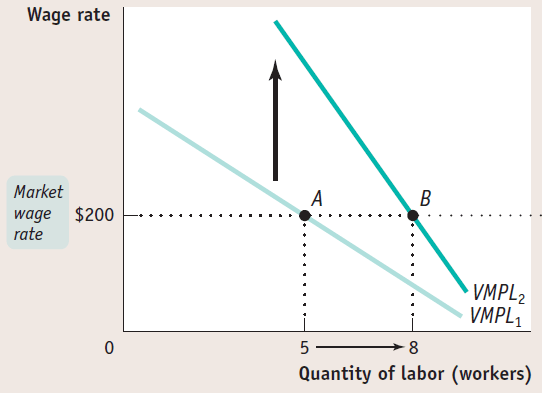 Wage rate
Market
wage
rate
$200
A
B
VMPL2
VMPL1
0
5
8
Quantity of labor (workers)